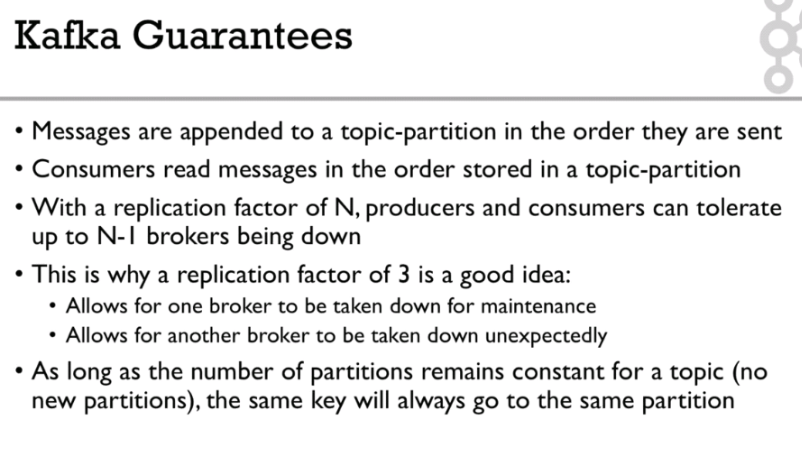 Kafka Guarantees
• Messages are appended to a topic-partition in the order they are sent
• Consumers read messages in the order stored in a topic-partition
• With a replication factor of N, producers and consumers can tolerate
up to N-1 brokers being down
• This is why a replication factor of 3 is a good idea:
• Allows for one broker to be taken down for maintenance
• Allows for another broker to be taken down unexpectedly
• As long as the number of partitions remains constant for a topic (no
new partitions), the same key will always go to the same partition